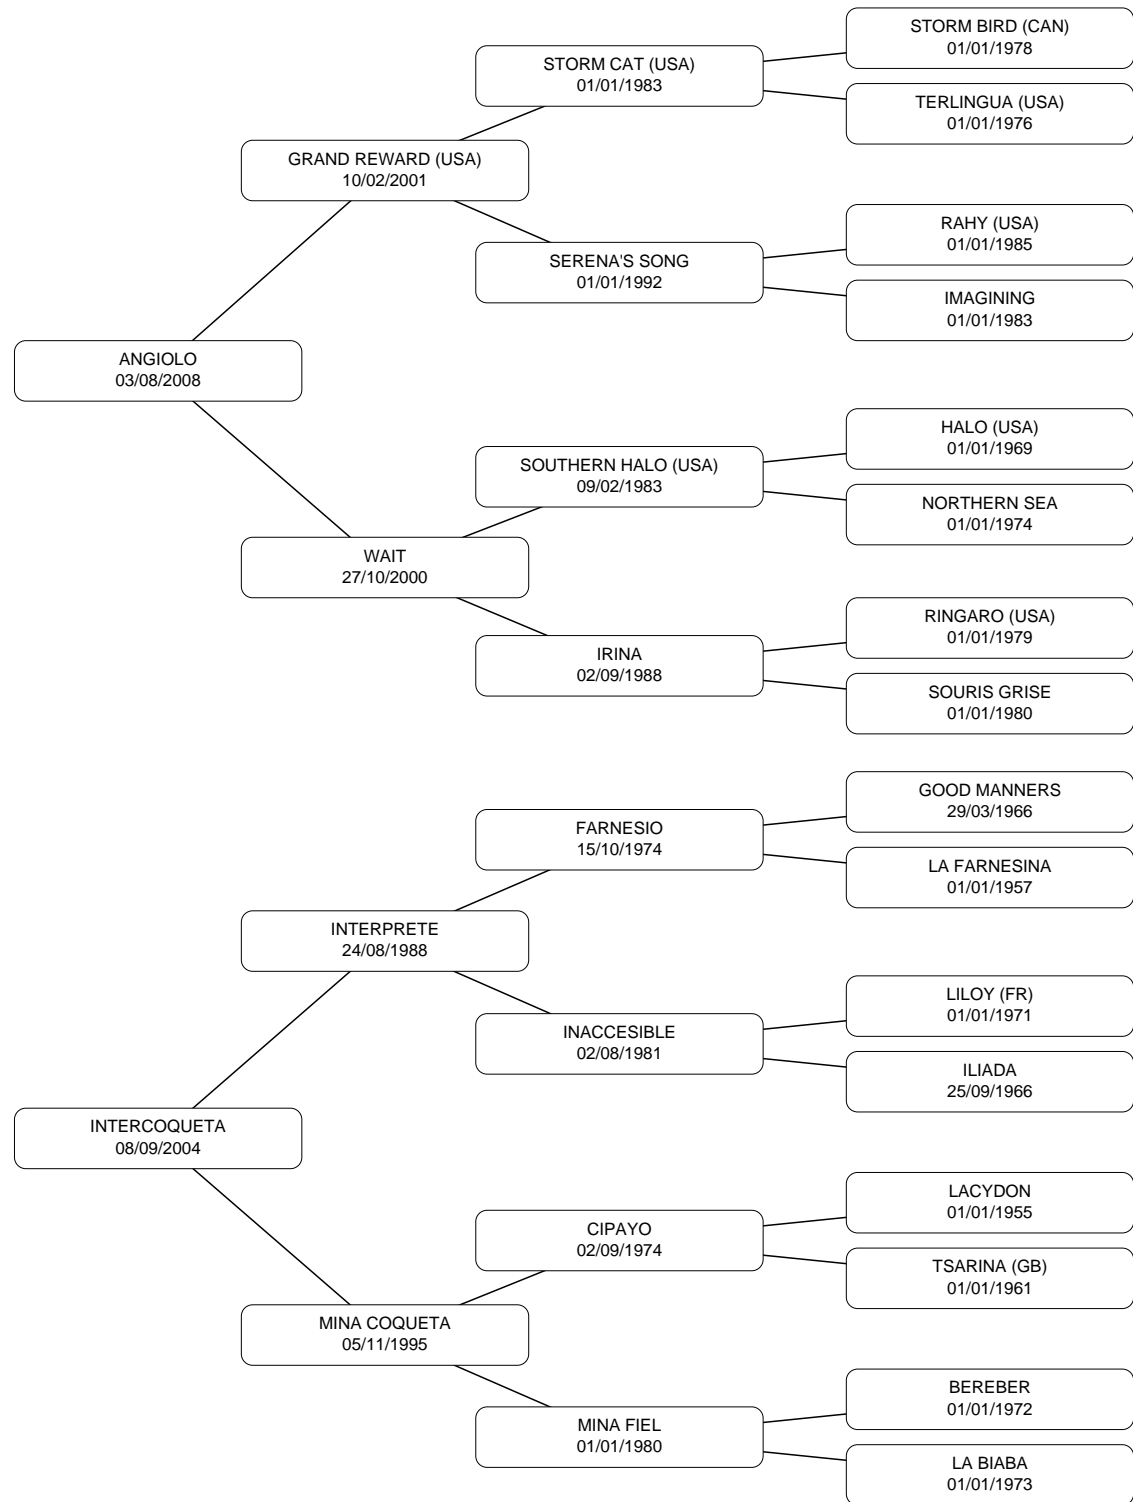 STORM BIRD (CAN)
01/01/1978
STORM CAT (USA)
01/01/1983
TERLINGUA (USA)
01/01/1976
GRAND REWARD (USA)
10/02/2001
RAHY (USA)
01/01/1985
SERENA'S SONG
01/01/1992
IMAGINING
01/01/1983
ANGIOLO
03/08/2008
HALO (USA)
01/01/1969
SOUTHERN HALO (USA)
09/02/1983
NORTHERN SEA
01/01/1974
WAIT
27/10/2000
RINGARO (USA)
01/01/1979
IRINA
02/09/1988
SOURIS GRISE
01/01/1980
GOOD MANNERS
29/03/1966
FARNESIO
15/10/1974
LA FARNESINA
01/01/1957
INTERPRETE
24/08/1988
LILOY (FR)
01/01/1971
INACCESIBLE
02/08/1981
ILIADA
25/09/1966
INTERCOQUETA
08/09/2004
LACYDON
01/01/1955
CIPAYO
02/09/1974
TSARINA (GB)
01/01/1961
MINA COQUETA
05/11/1995
BEREBER
01/01/1972
MINA FIEL
01/01/1980
LA BIABA
01/01/1973